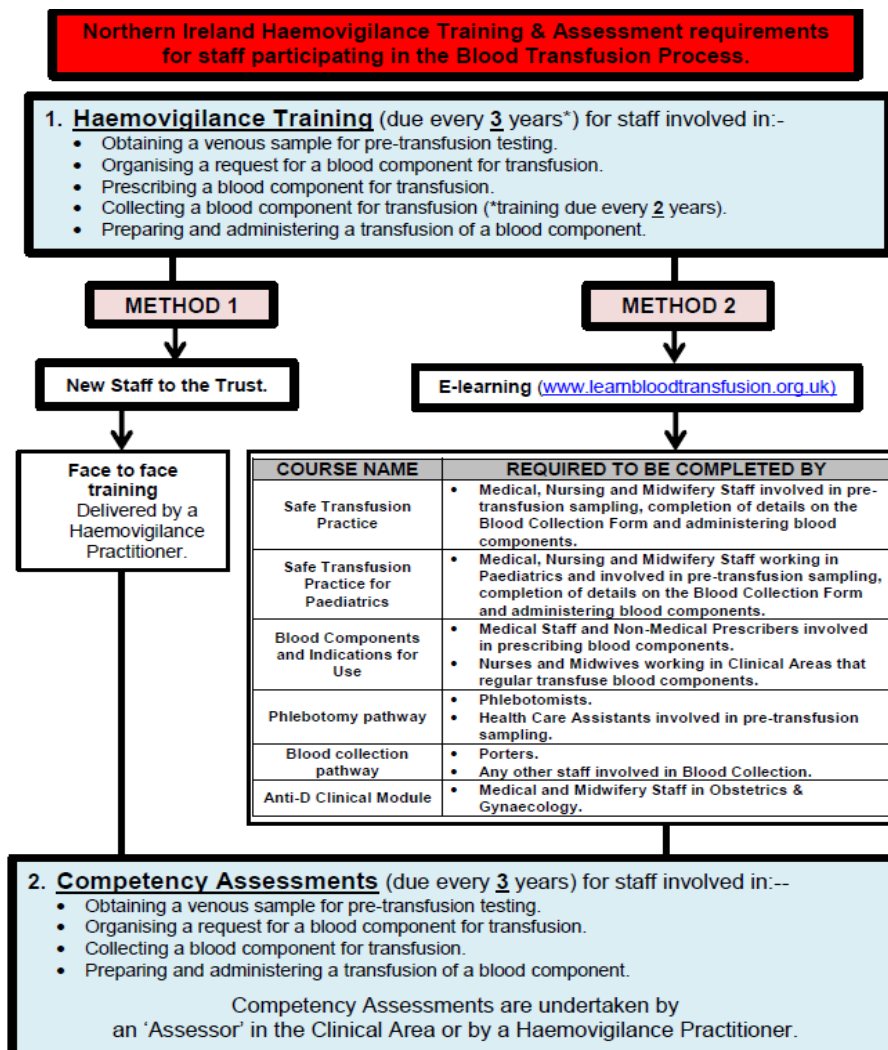 Northern Ireland Haemovigilance Training & Assessment requirements
for staff participating in the Blood Transfusion Process.
1. Haemovigilance Training (due every 3 years*) for staff involved in:-
• Obtaining a venous sample for pre-transfusion testing.
• Organising a request for a blood component for transfusion.
• Prescribing a blood component for transfusion.
• Collecting a blood component for transfusion (*training due every 2 years).
• Preparing and administering a transfusion of a blood component.
METHOD 1
METHOD 2
New Staff to the Trust.
E-learning (www.learnbloodtransfusion.org.uk)
Face to face
training
Delivered by a
Haemovigilance
Practitioner.
COURSE NAME
REQUIRED TO BE COMPLETED BY
Safe Transfusion
Practice
• Medical, Nursing and Midwifery Staff involved in pre-
transfusion sampling, completion of details on the
Blood Collection Form and administering blood
components.
Safe Transfusion
Practice for
Paediatrics
• Medical, Nursing and Midwifery Staff working in
Paediatrics and involved in pre-transfusion sampling,
completion of details on the Blood Collection Form
and administering blood components.
Blood Components
and Indications for
Use
• Medical Staff and Non-Medical Prescribers involved
in prescribing blood components.
• Nurses and Midwives working in Clinical Areas that
regular transfuse blood components.
Phlebotomy pathway
• Phlebotomists.
• Health Care Assistants involved in pre-transfusion
sampling.
Blood collection
pathway
• Porters.
• Any other staff involved in Blood Collection.
Anti-D Clinical Module
• Medical and Midwifery Staff in Obstetrics &
Gynaecology.
2. Competency Assessments (due every 3 years) for staff involved in:--
• Obtaining a venous sample for pre-transfusion testing.
• Organising a request for a blood component for transfusion.
• Collecting a blood component for transfusion.
• Preparing and administering a transfusion of a blood component.
Competency Assessments are undertaken by
an ‘Assessor’ in the Clinical Area or by a Haemovigilance Practitioner.